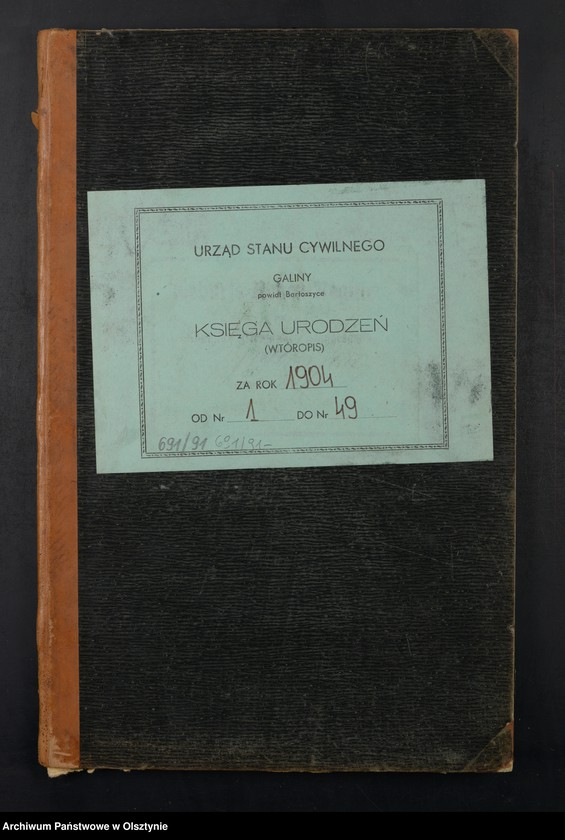 URZĄD STANU CYWILNEGO
GALINY
powiat Bartoszyce
KSIĘGA URODZEŃ
(WTÓROPIS)
ZA ROK 1904
OD Nr 1 DO Nr 49
691/91 691/91-
Archiwum Państwowe w Olsztynie